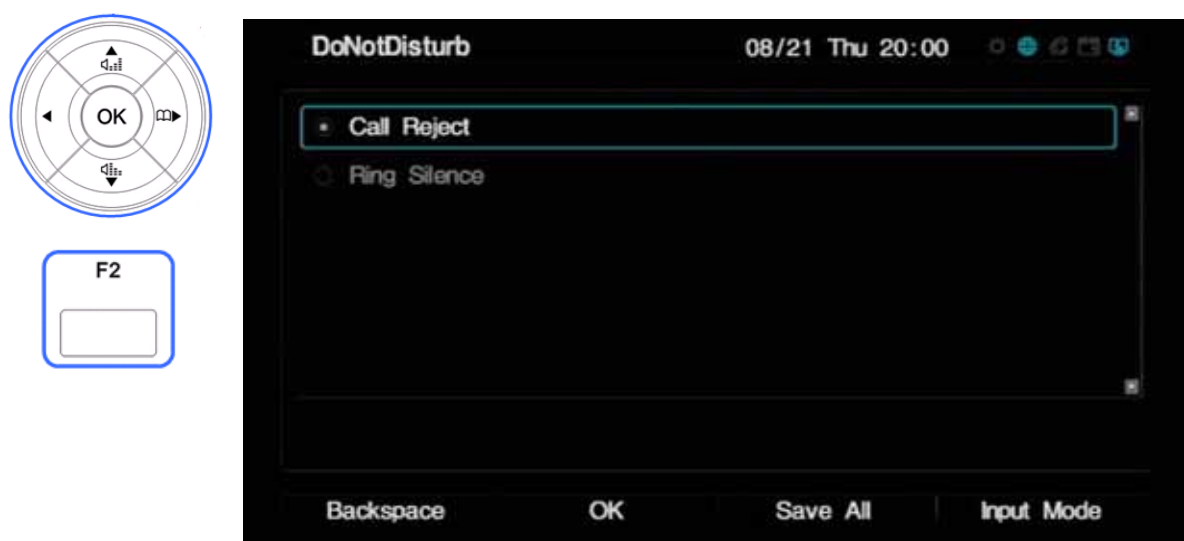 OK
F2
DoNotDisturb 08/21 Thu 20:00
Call Reject
Ring Silence
Backspace OK Save All Input Mode